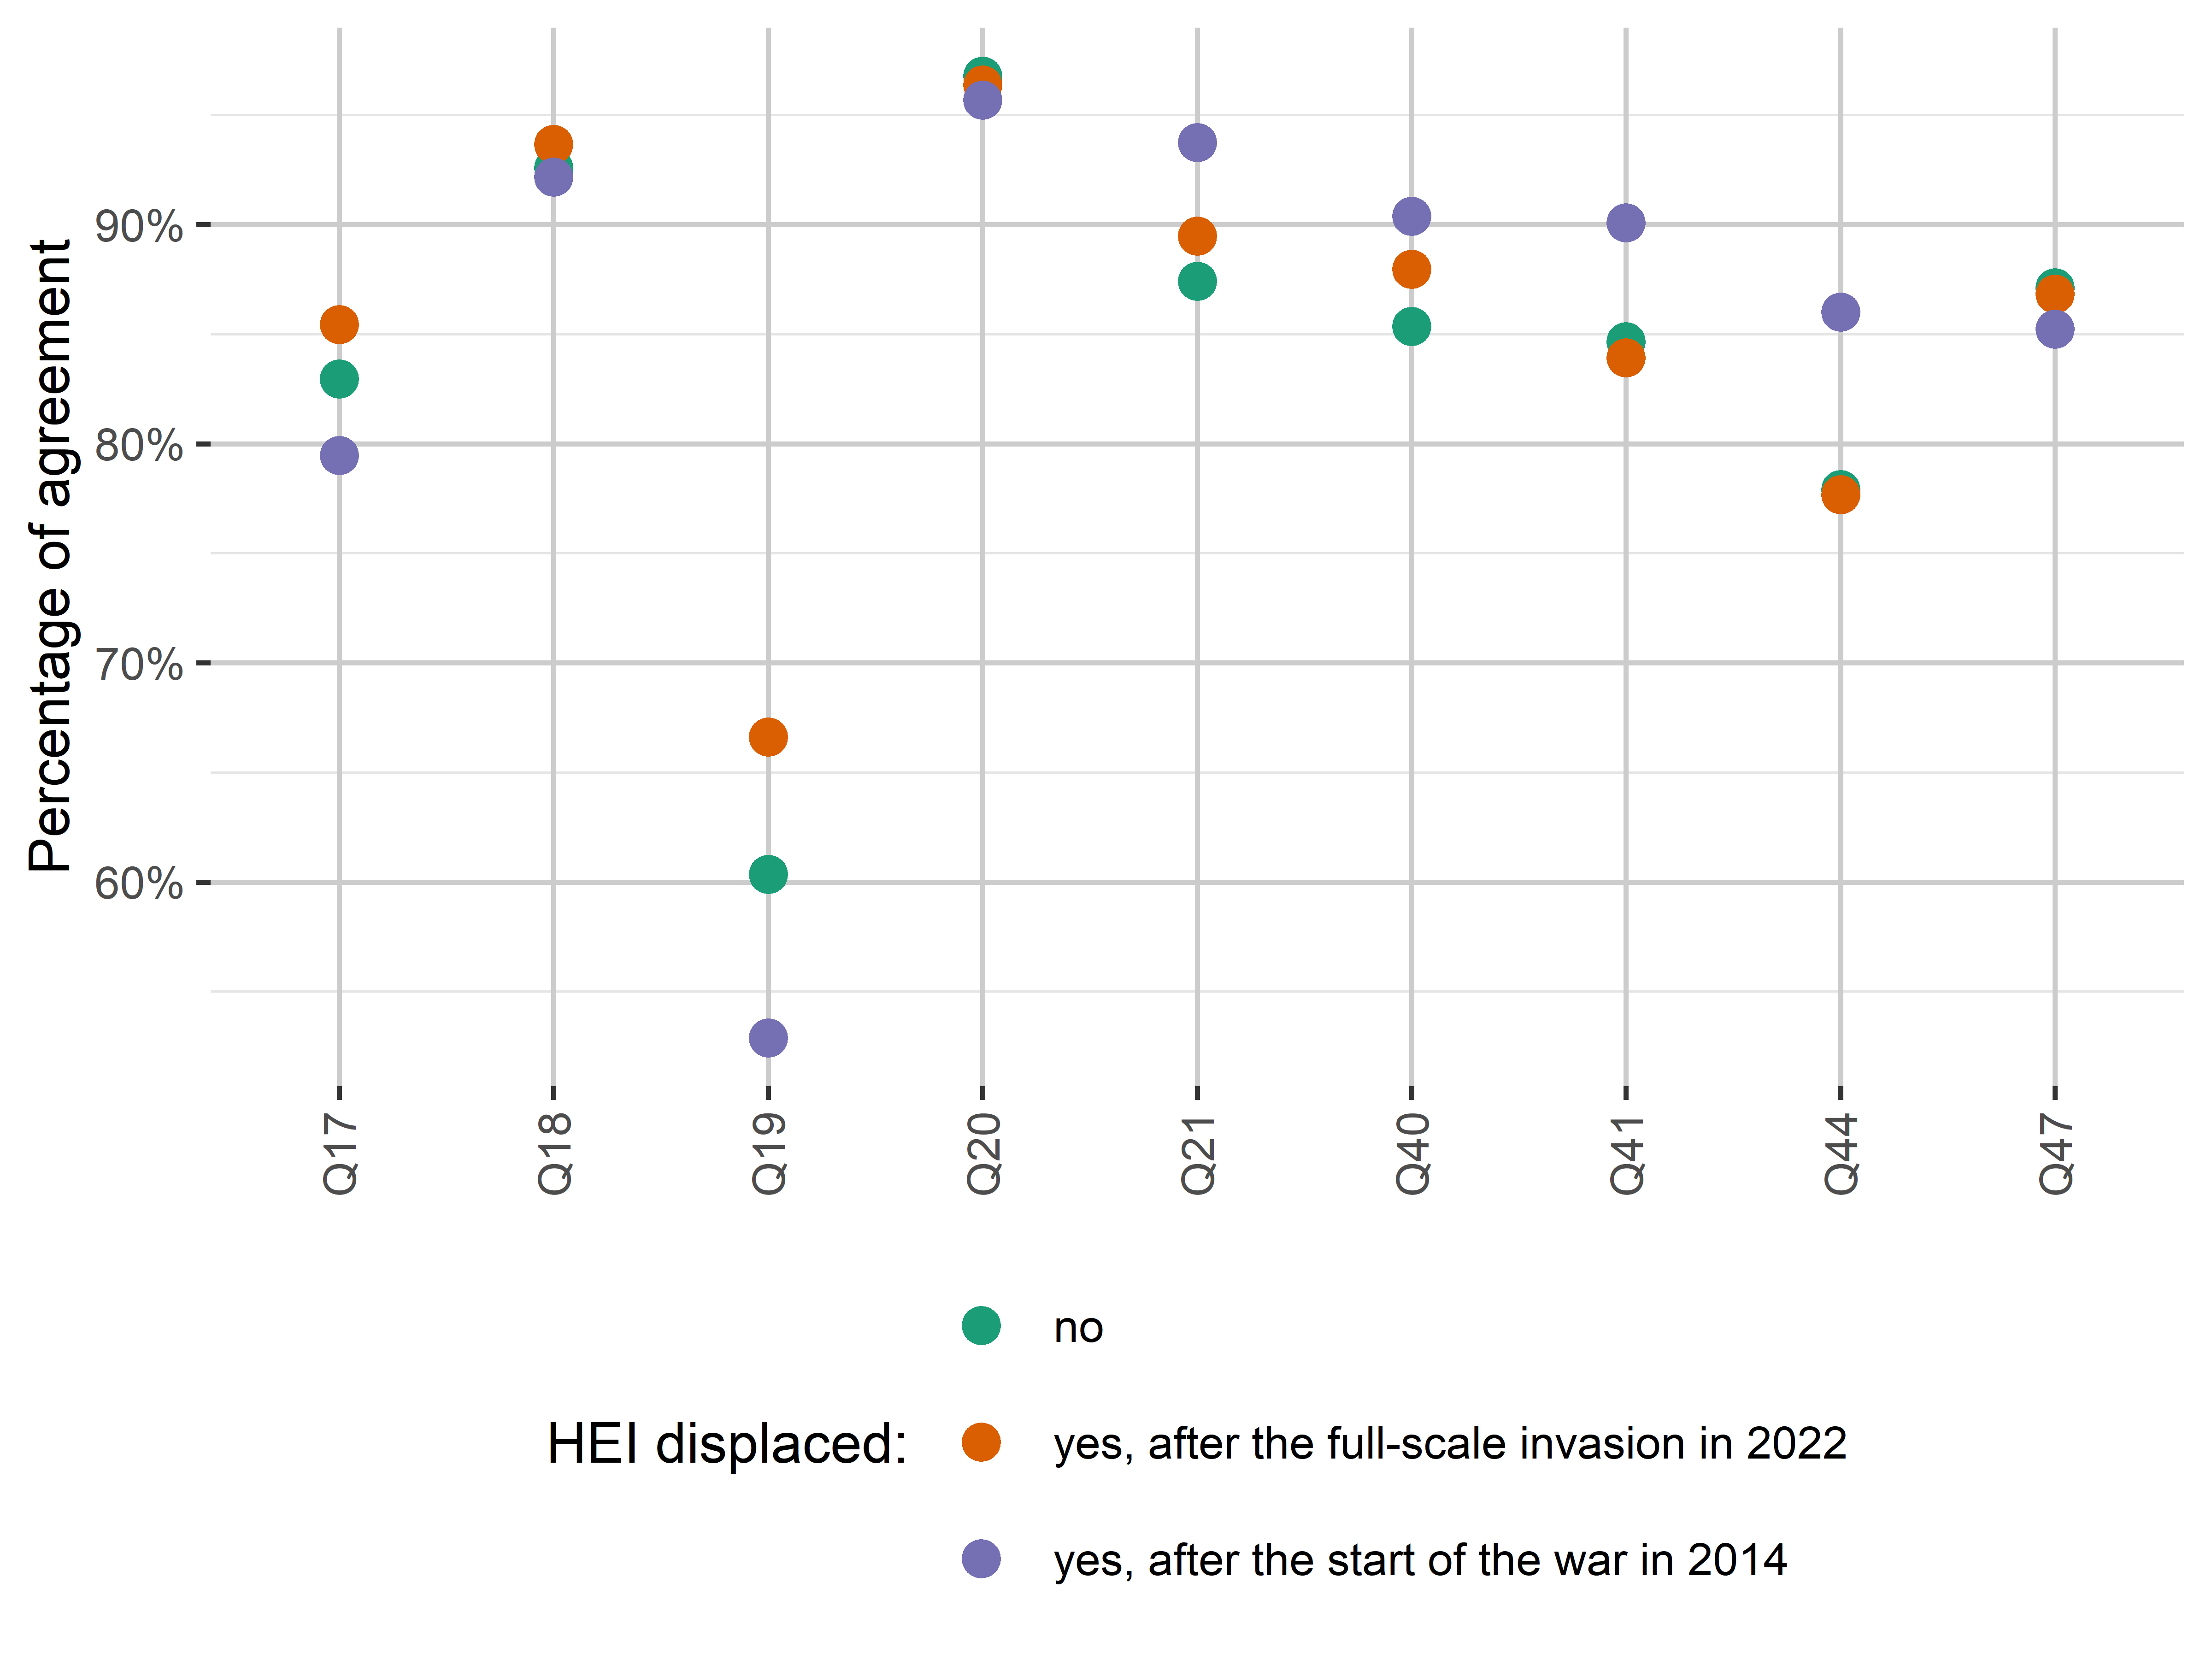 Percentage of agreement
90%
80%
70%
60%
Q17
Q18
Q19
Q20
Q21
Q40
Q41
Q44
Q47
HEI displaced:
no
yes, after the full-scale invasion in 2022
yes, after the start of the war in 2014